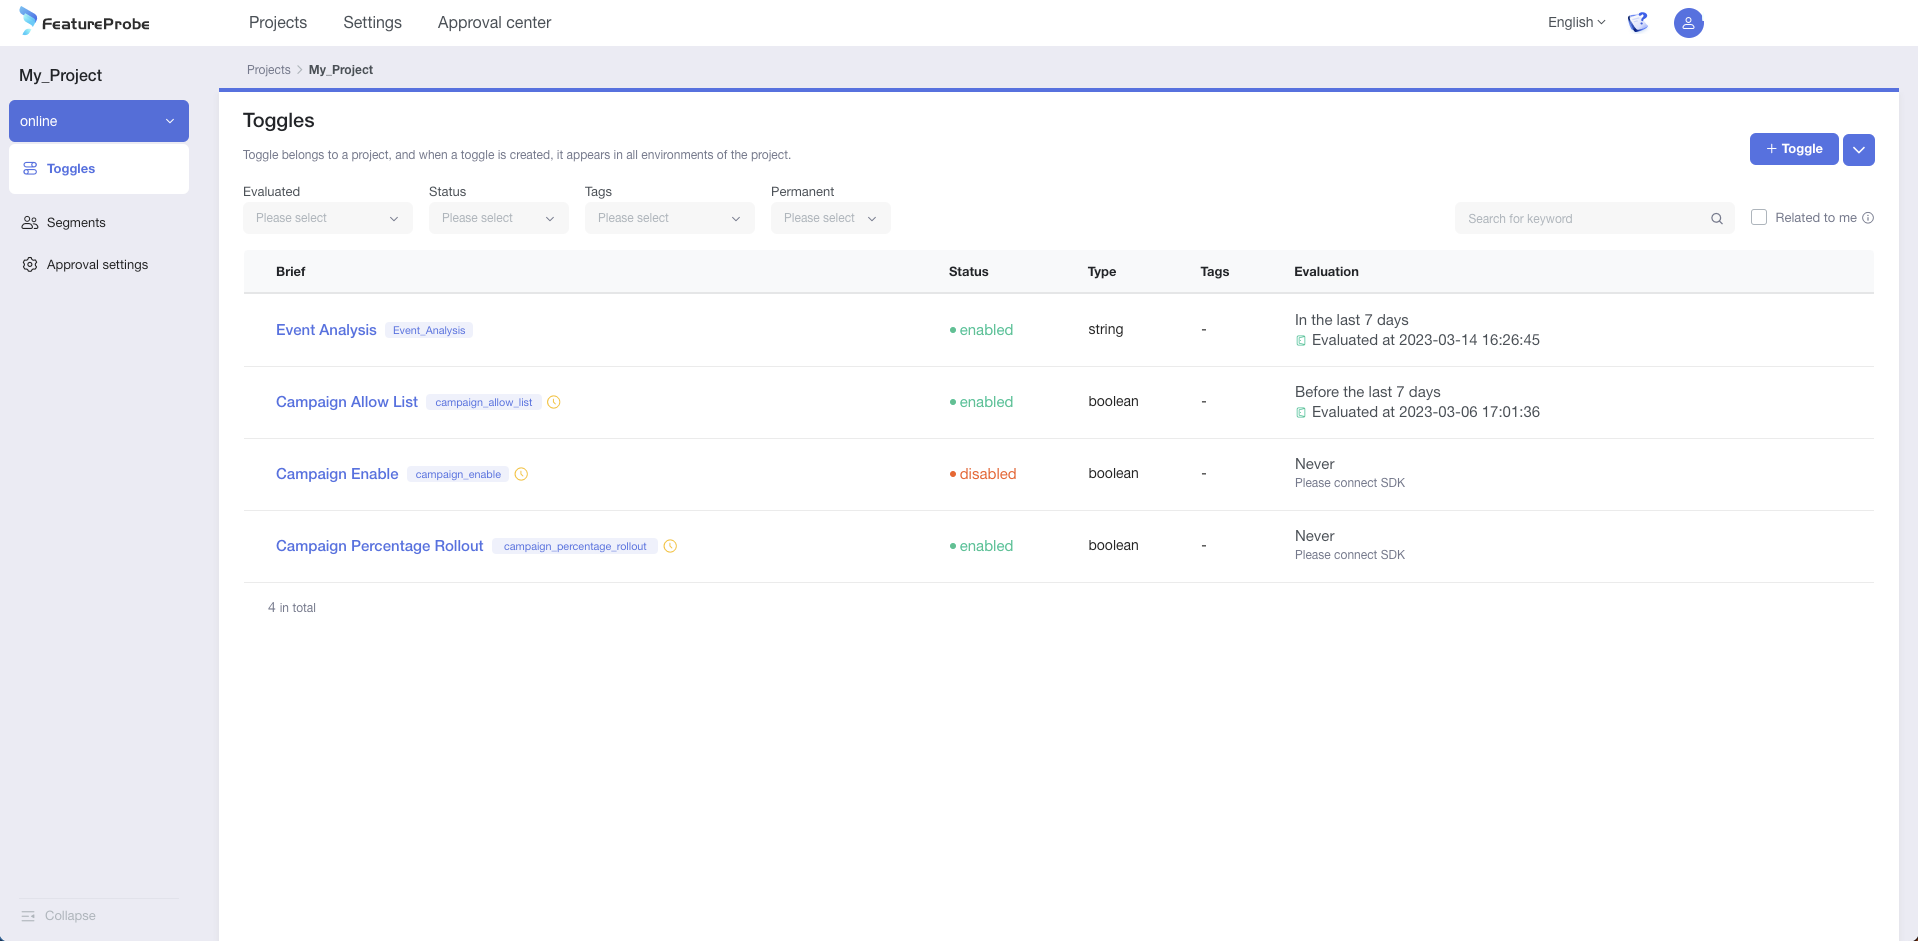 FeatureProbe
Projects Settings Approval center
English
My_Project
online
Toggles
Segments
Approval settings
Collapse
Projects > My_Project
Toggles
Toggle belongs to a project, and when a toggle is created, it appears in all environments of the project.
+ Toggle
Evaluated Status Tags Permanent
Please select Please select Please select Please select
Search for keyword Related to me
Brief Status Type Tags Evaluation
Event Analysis Event_Analysis enabled string - In the last 7 days
Evaluated at 2023-03-14 16:26:45
Campaign Allow List campaign_allow_list enabled boolean - Before the last 7 days
Evaluated at 2023-03-06 17:01:36
Campaign Enable campaign_enable disabled boolean - Never
Please connect SDK
Campaign Percentage Rollout campaign_percentage_rollout enabled boolean - Never
Please connect SDK
4 in total